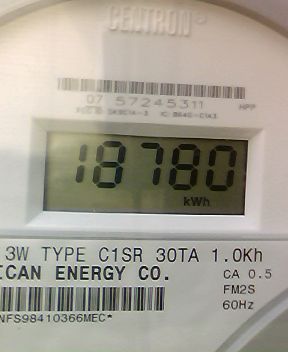 CENTRON®
07 57245311 HPP
18780
kWh
3W TYPE C1SR 30TA 1.0Kh
ICAN ENERGY CO. CA 0.5
FM2S
60Hz
NFS98410366MEC*